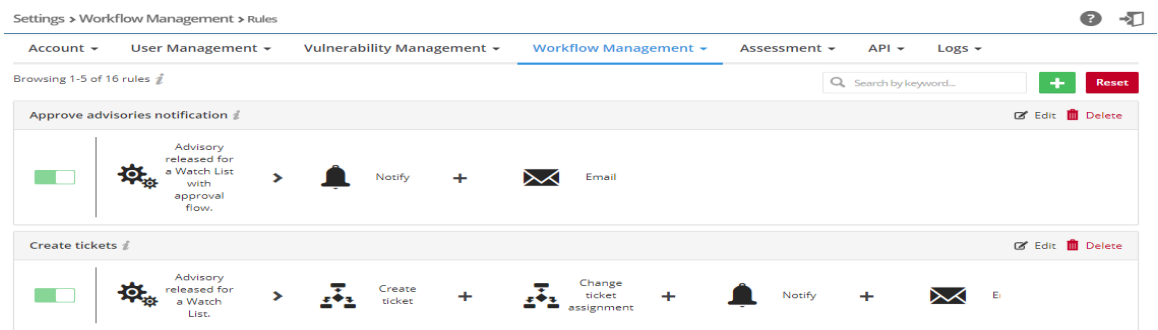 Settings > Workflow Management > Rules
?
Account User Management Vulnerability Management Workflow Management Assessment API Logs
Browsing 1-5 of 16 rules i
Search by keyword...
+
Reset
Approve advisories notification i
Edit Delete
Advisory
released for
a Watch List
with
approval
flow.
>
Notify
+
Email
Create tickets i
Edit Delete
Advisory
released for
a Watch
List.
>
Create
ticket
+
Change
ticket
assignment
+
Notify
+